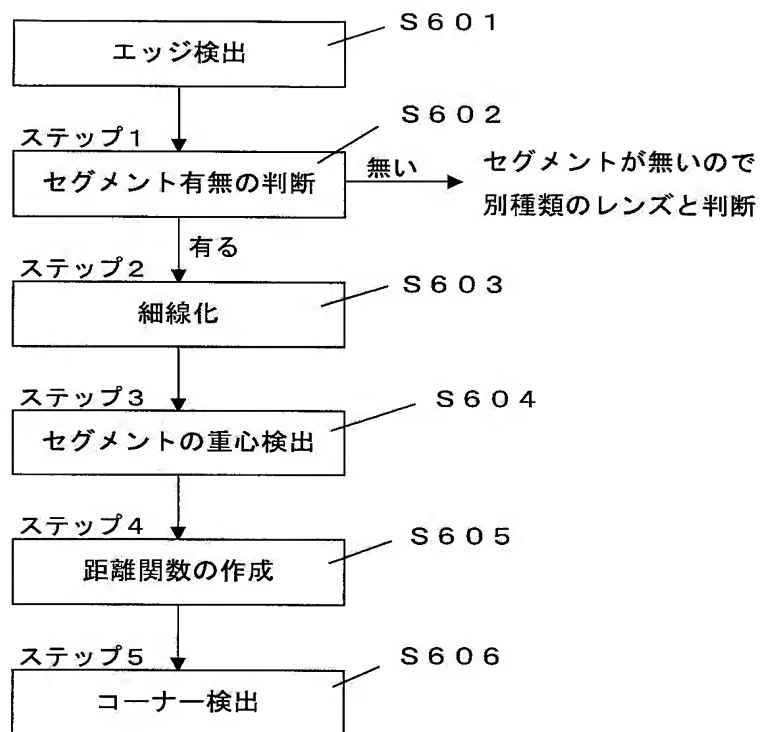 S601
エッジ検出
ステップ1
S602
セグメント有無の判断
無い
セグメントが無いので
別種類のレンズと判断
有る
ステップ2
S603
細線化
ステップ3
S604
セグメントの重心検出
ステップ4
S605
距離関数の作成
ステップ5
S606
コーナー検出